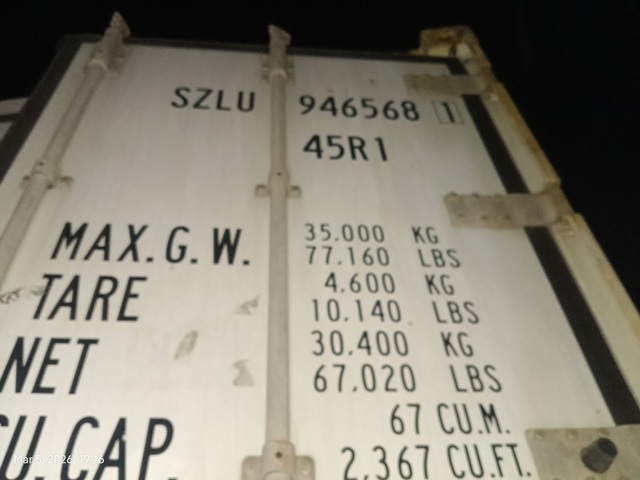 SZLU 946568 1
45R1
MAX.G.W. 35.000 KG
77.160 LBS
TARE 4.600 KG
10.140 LBS
NET 30.400 KG
67.020 LBS
CU.CAP. 67 CU.M.
2,367 CU.FT.
Mar 5, 2026 19:16